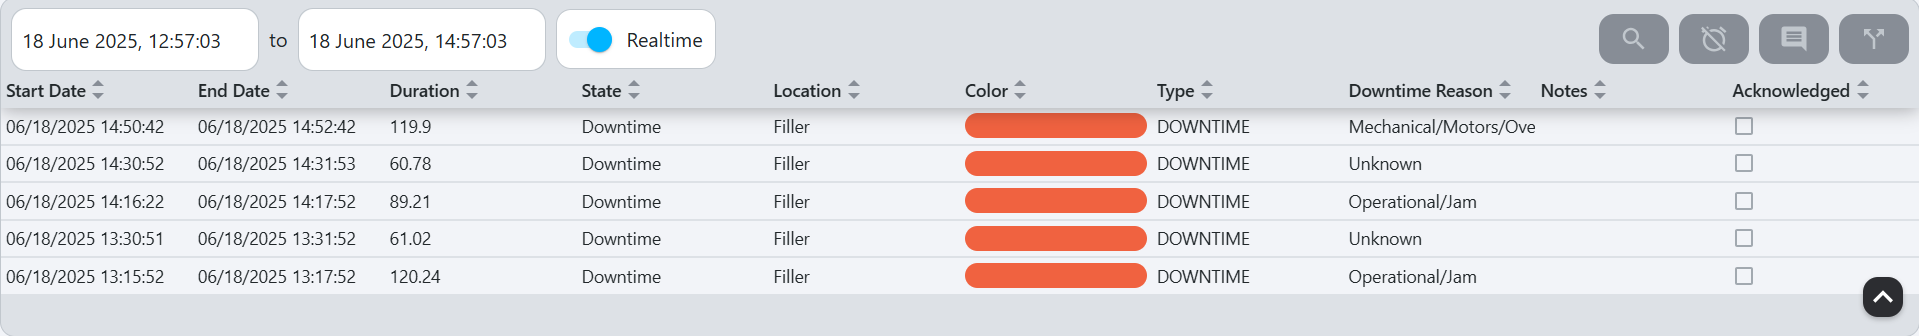 18 June 2025, 12:57:03 to 18 June 2025, 14:57:03 Realtime
Start Date End Date Duration State Location Color Type Downtime Reason Notes Acknowledged
06/18/2025 14:50:42 06/18/2025 14:52:42 119.9 Downtime Filler DOWNTIME Mechanical/Motors/Ove
06/18/2025 14:30:52 06/18/2025 14:31:53 60.78 Downtime Filler DOWNTIME Unknown
06/18/2025 14:16:22 06/18/2025 14:17:52 89.21 Downtime Filler DOWNTIME Operational/Jam
06/18/2025 13:30:51 06/18/2025 13:31:52 61.02 Downtime Filler DOWNTIME Unknown
06/18/2025 13:15:52 06/18/2025 13:17:52 120.24 Downtime Filler DOWNTIME Operational/Jam